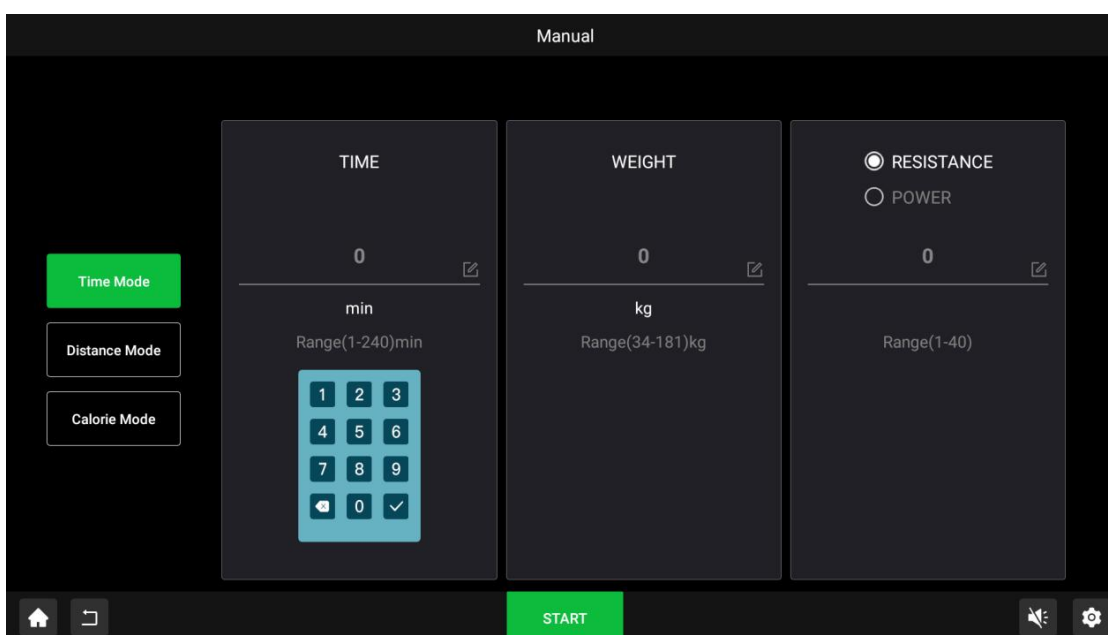 Manual
Time Mode
Distance Mode
Calorie Mode
TIME
0
min
Range(1-240)min
1 2 3
4 5 6
7 8 9
0
WEIGHT
0
kg
Range(34-181)kg
RESISTANCE
POWER
0
Range(1-40)
START